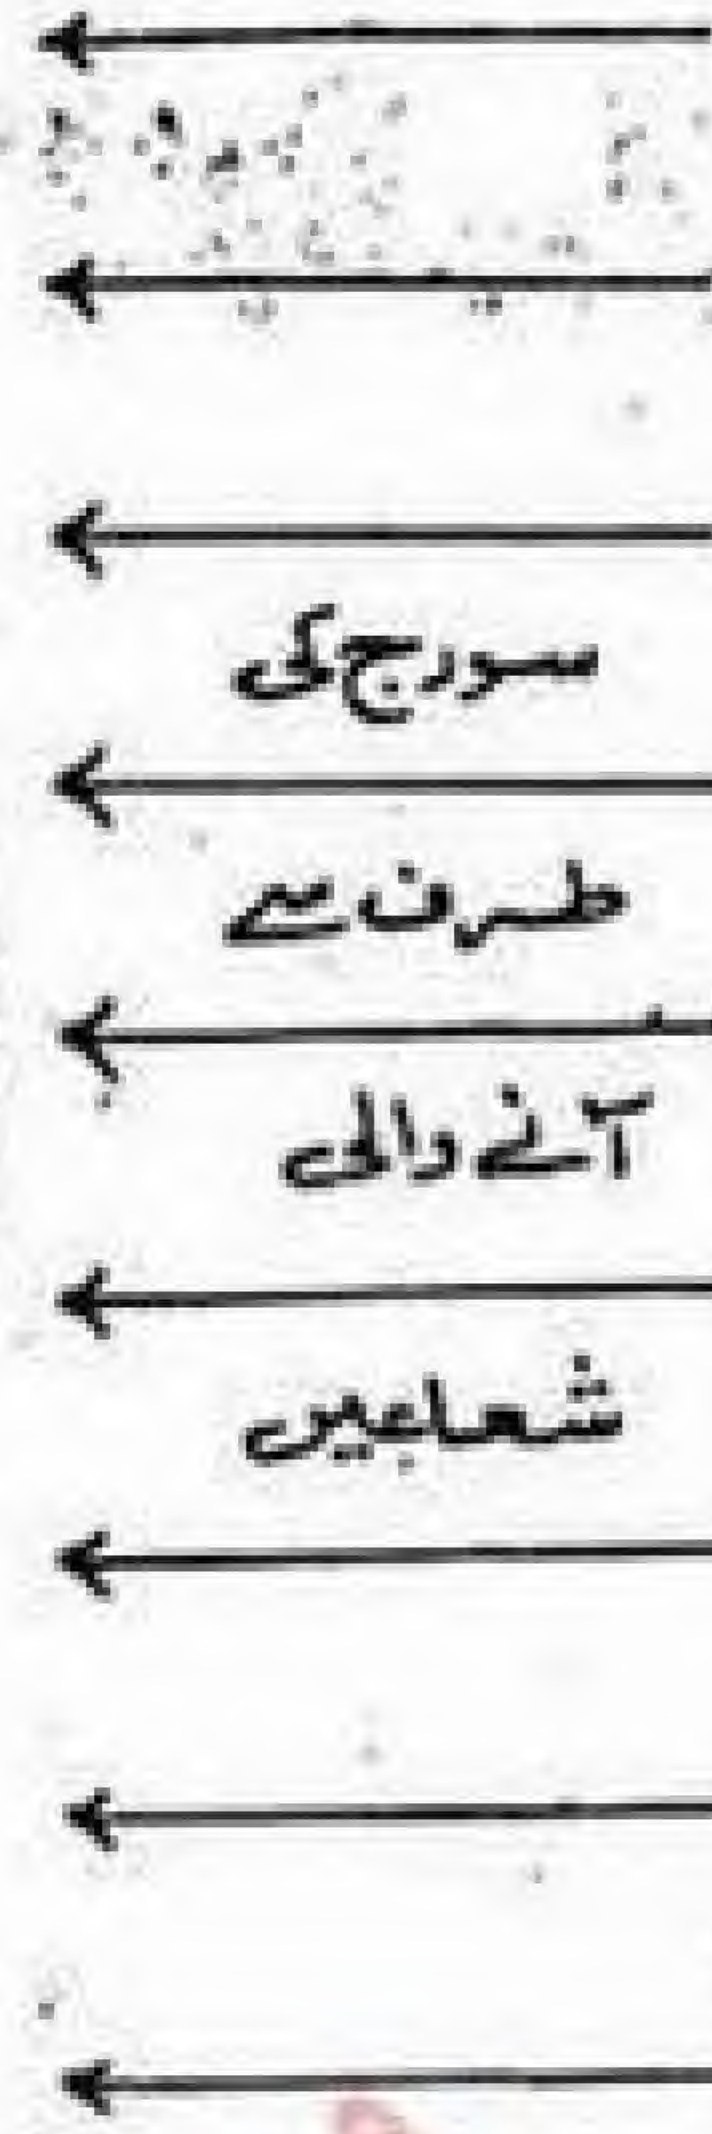 سورج کی
طرف سے
آنے والی
شعاعیں